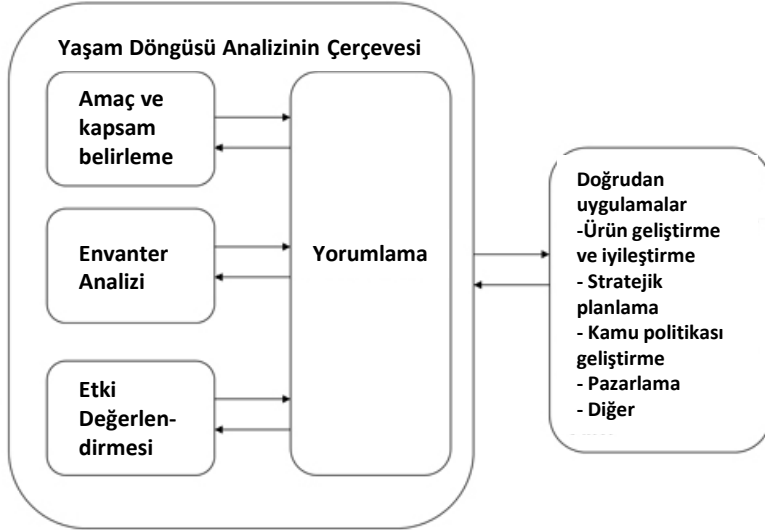 Yaşam Döngüsü Analizinin Çerçevesi
Amaç ve
kapsam
belirleme
Envanter
Analizi
Etki
Değerlen-
dirmesi
Yorumlama
Doğrudan
uygulamalar
-Ürün geliştirme
ve iyileştirme
- Stratejik
planlama
- Kamu politikası
geliştirme
- Pazarlama
- Diğer